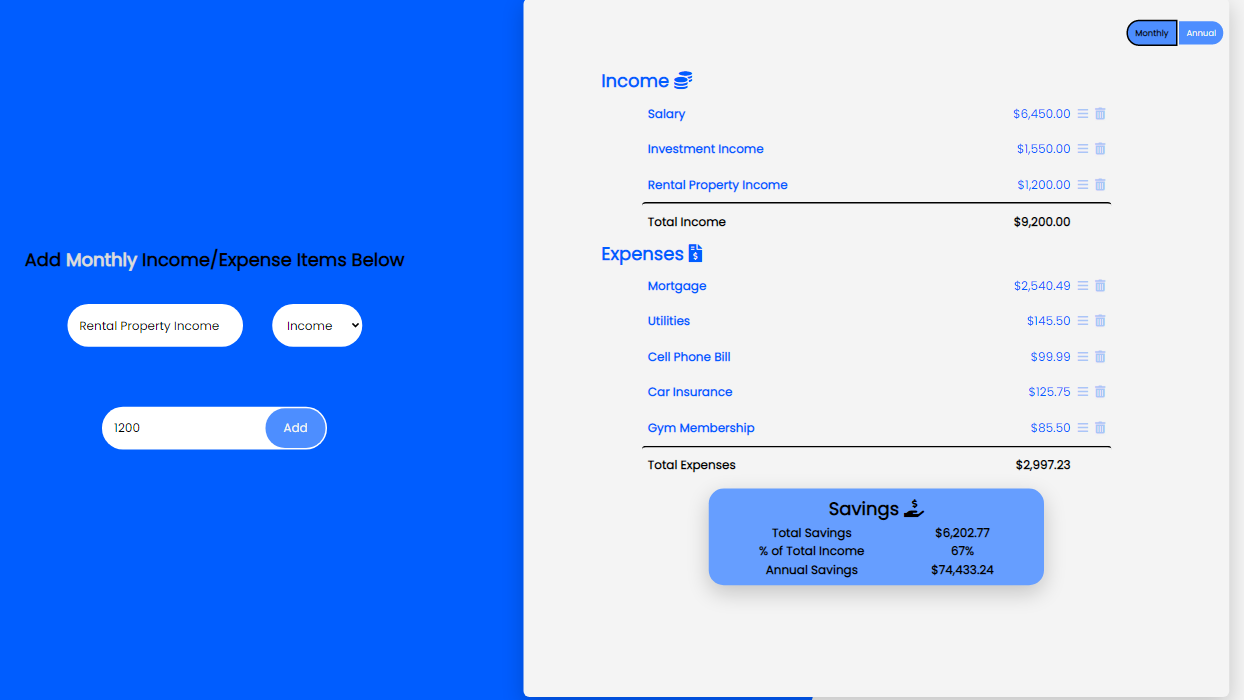 Monthly Annual
Income
Salary $6,450.00
Investment Income $1,550.00
Rental Property Income $1,200.00
Total Income $9,200.00
Expenses
Mortgage $2,540.49
Utilities $145.50
Cell Phone Bill $99.99
Car Insurance $125.75
Gym Membership $85.50
Total Expenses $2,997.23
Savings
Total Savings $6,202.77
% of Total Income 67%
Annual Savings $74,433.24
Add Monthly Income/Expense Items Below
Rental Property Income Income
1200 Add